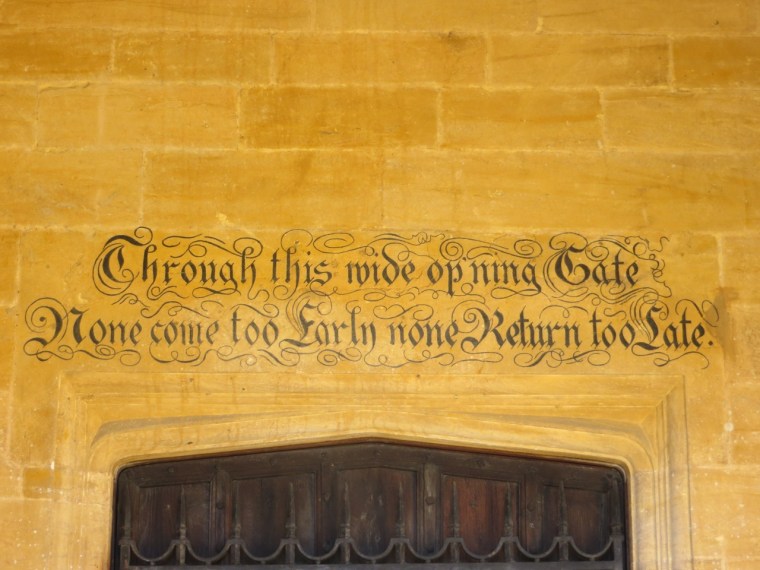 Through this wide op'ning Gate
None come too Early none Return too Late.